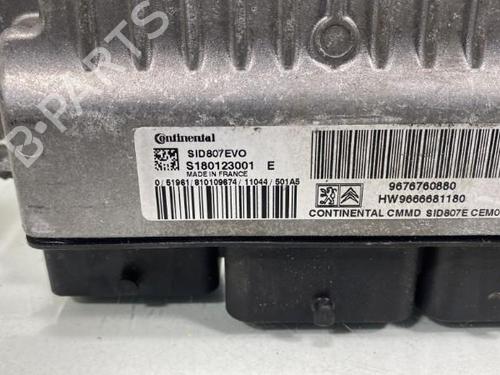 B-PARTS
Continental
SID807EVO
S180123001 E
MADE IN FRANCE
0/51961/810109674/11044/501A5
9676760880
HW9666681180
CONTINENTAL CMMD SID807E CEM0